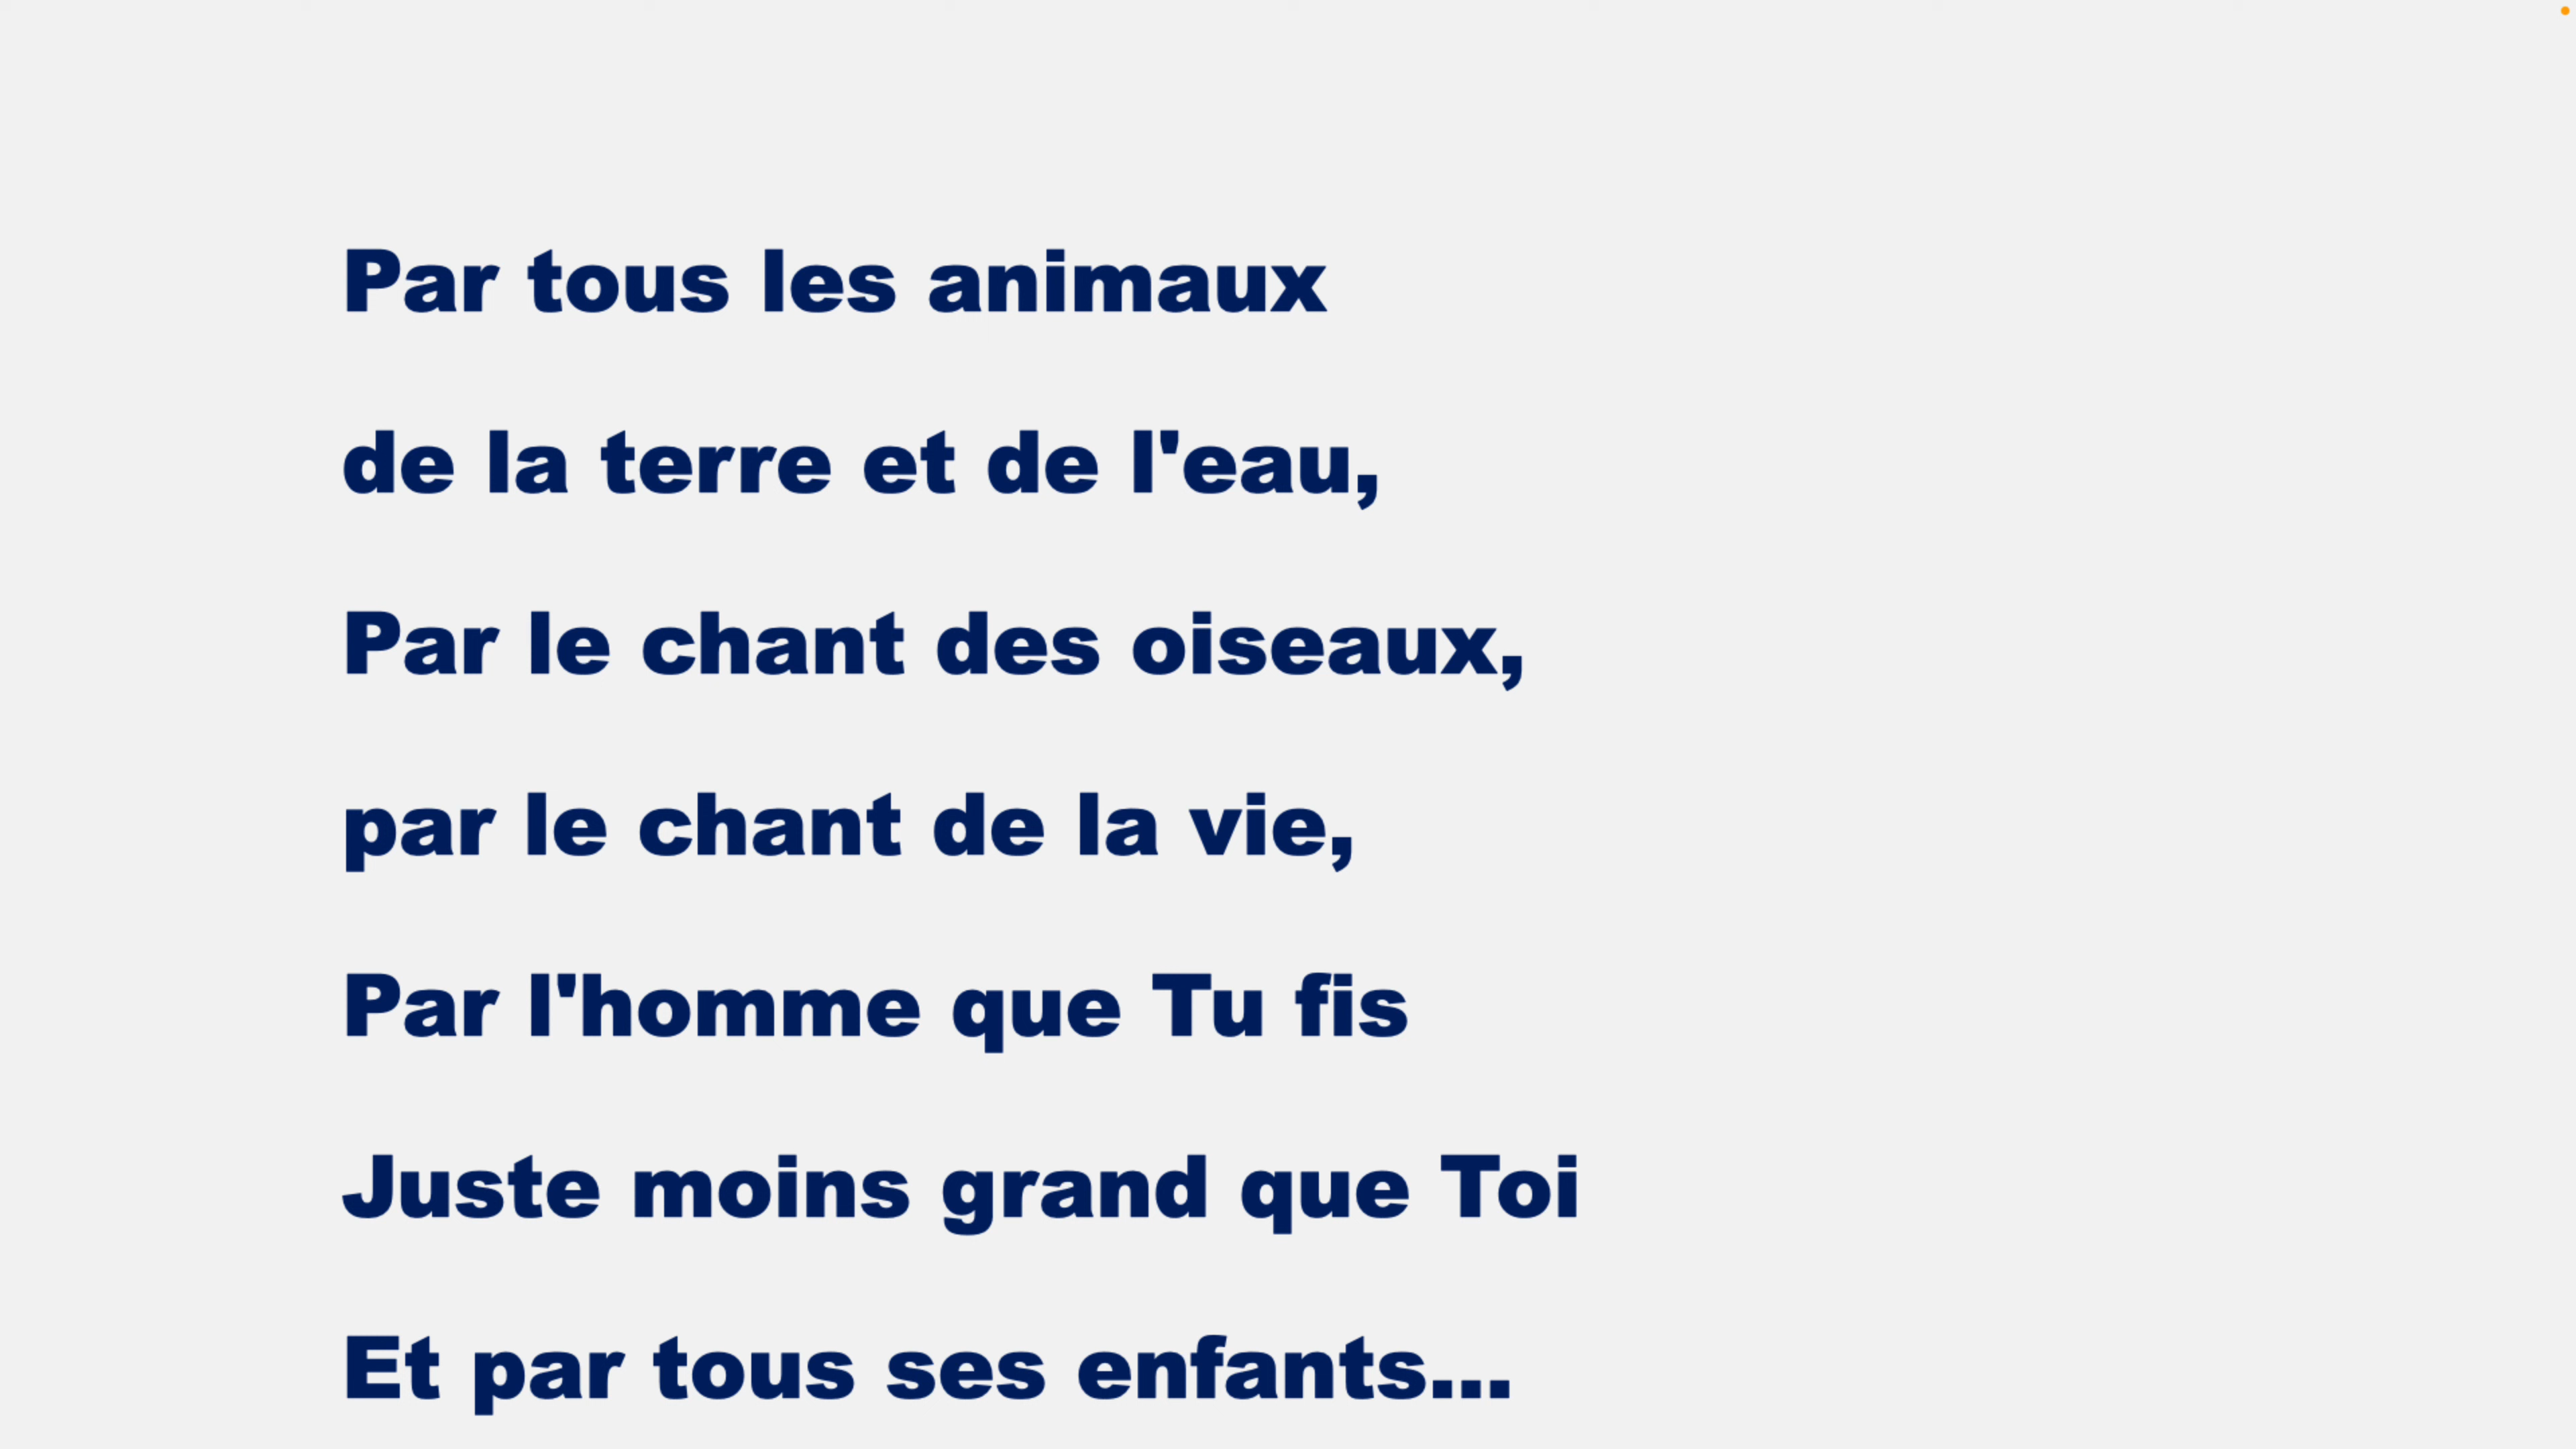 Par tous les animaux
de la terre et de l'eau,
Par le chant des oiseaux,
par le chant de la vie,
Par l'homme que Tu fis
Juste moins grand que Toi
Et par tous ses enfants...